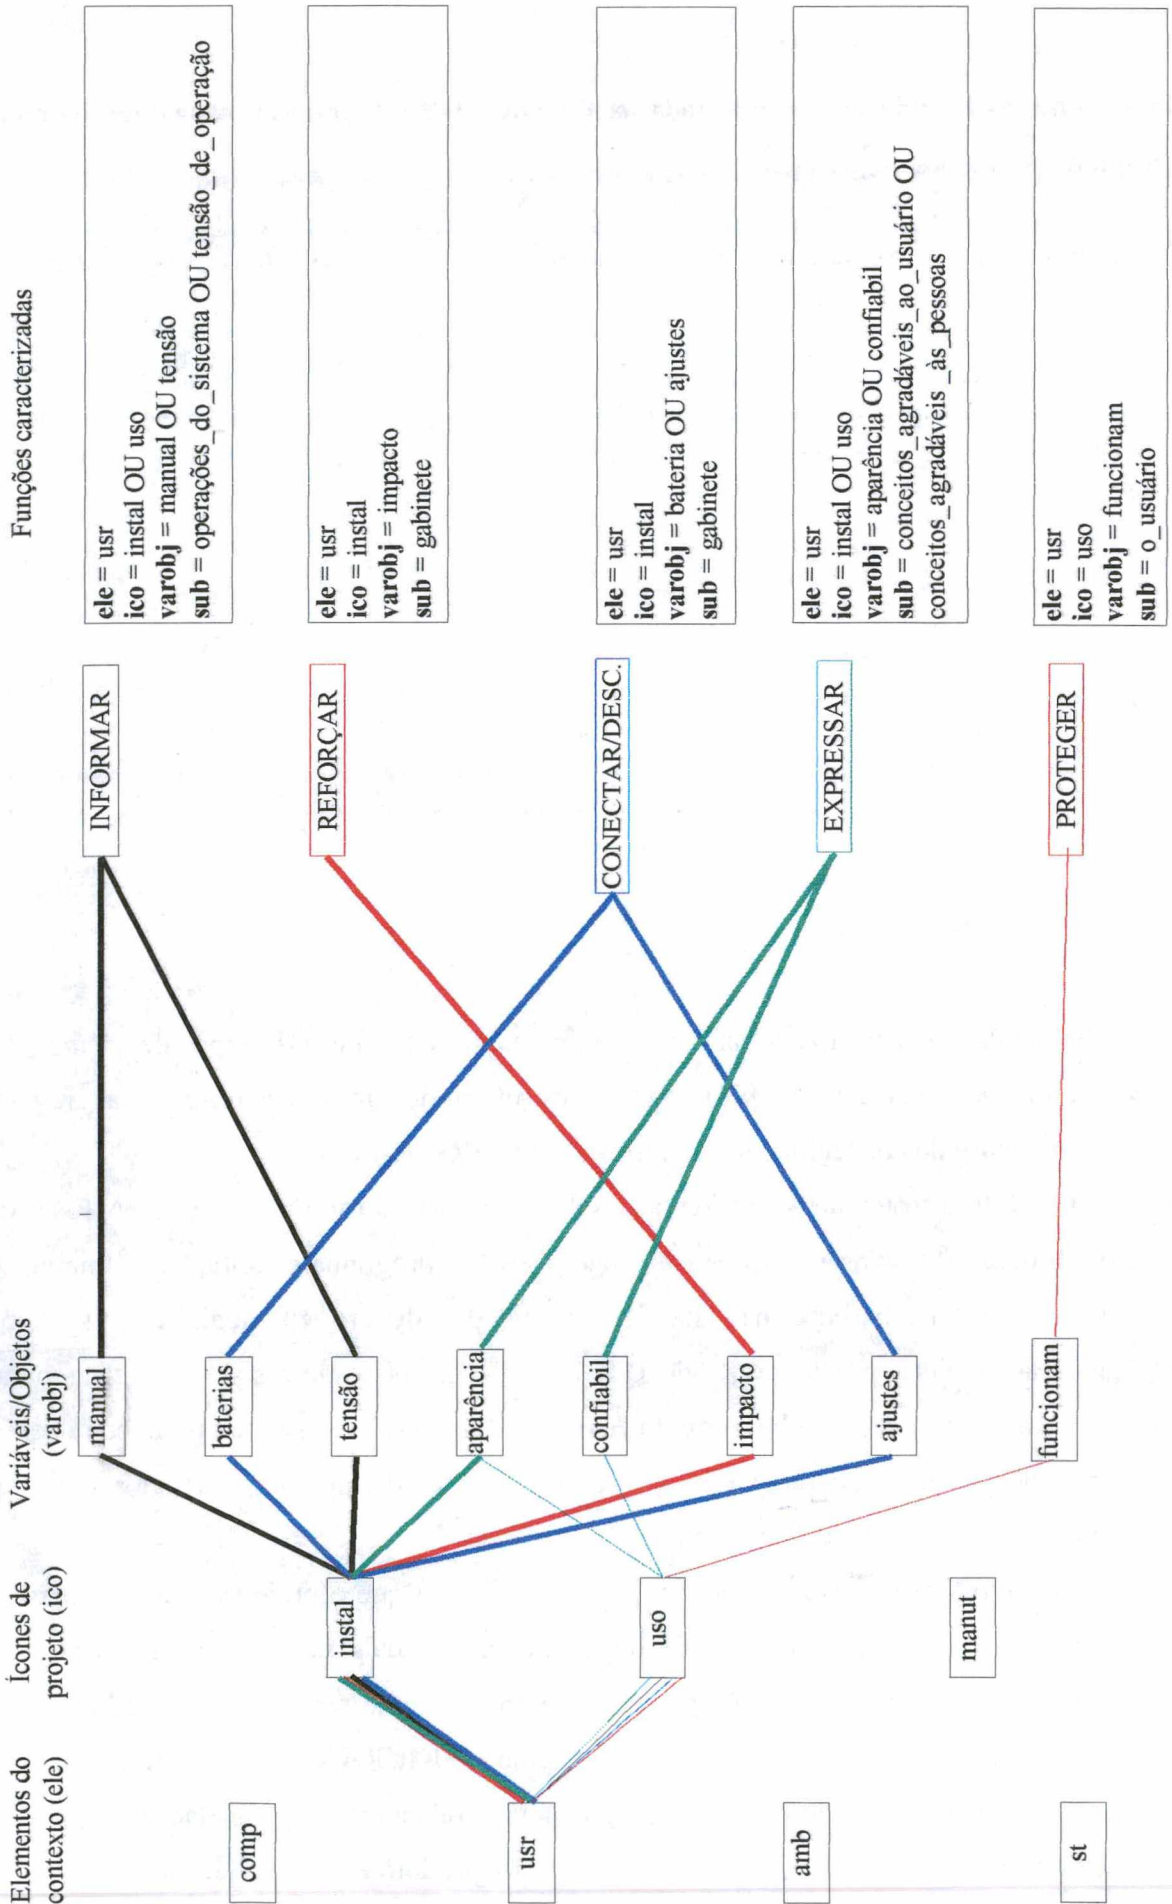 Elementos do
contexto (ele)
Ícones de
projeto (ico)
Variáveis/Objetos
(varobj)
Funções caracterizadas
comp
usr
amb
st
instal
uso
manut
manual
baterias
tensão
aparência
confiabil
impacto
ajustes
funcionam
INFORMAR
REFORÇAR
CONECTAR/DESC.
EXPRESSAR
PROTEGER
ele = usr
ico = instal OU uso
varobj = manual OU tensão
sub = operações_do_sistema OU tensão_de_operação
ele = usr
ico = instal
varobj = impacto
sub = gabinete
ele = usr
ico = instal
varobj = bateria OU ajustes
sub = gabinete
ele = usr
ico = instal OU uso
varobj = aparência OU confiabil
sub = conceitos_agradáveis_ao_usuário OU
conceitos_agradáveis _às_pessoas
ele = usr
ico = uso
varobj = funcionam
sub = o_usuário